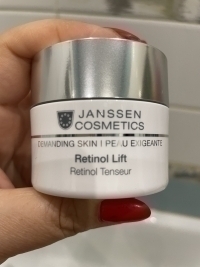 JANSSEN
COSMETICS
DEMANDING SKIN | PEAU EXIGEANTE
Retinol Lift
Retinol Tenseur